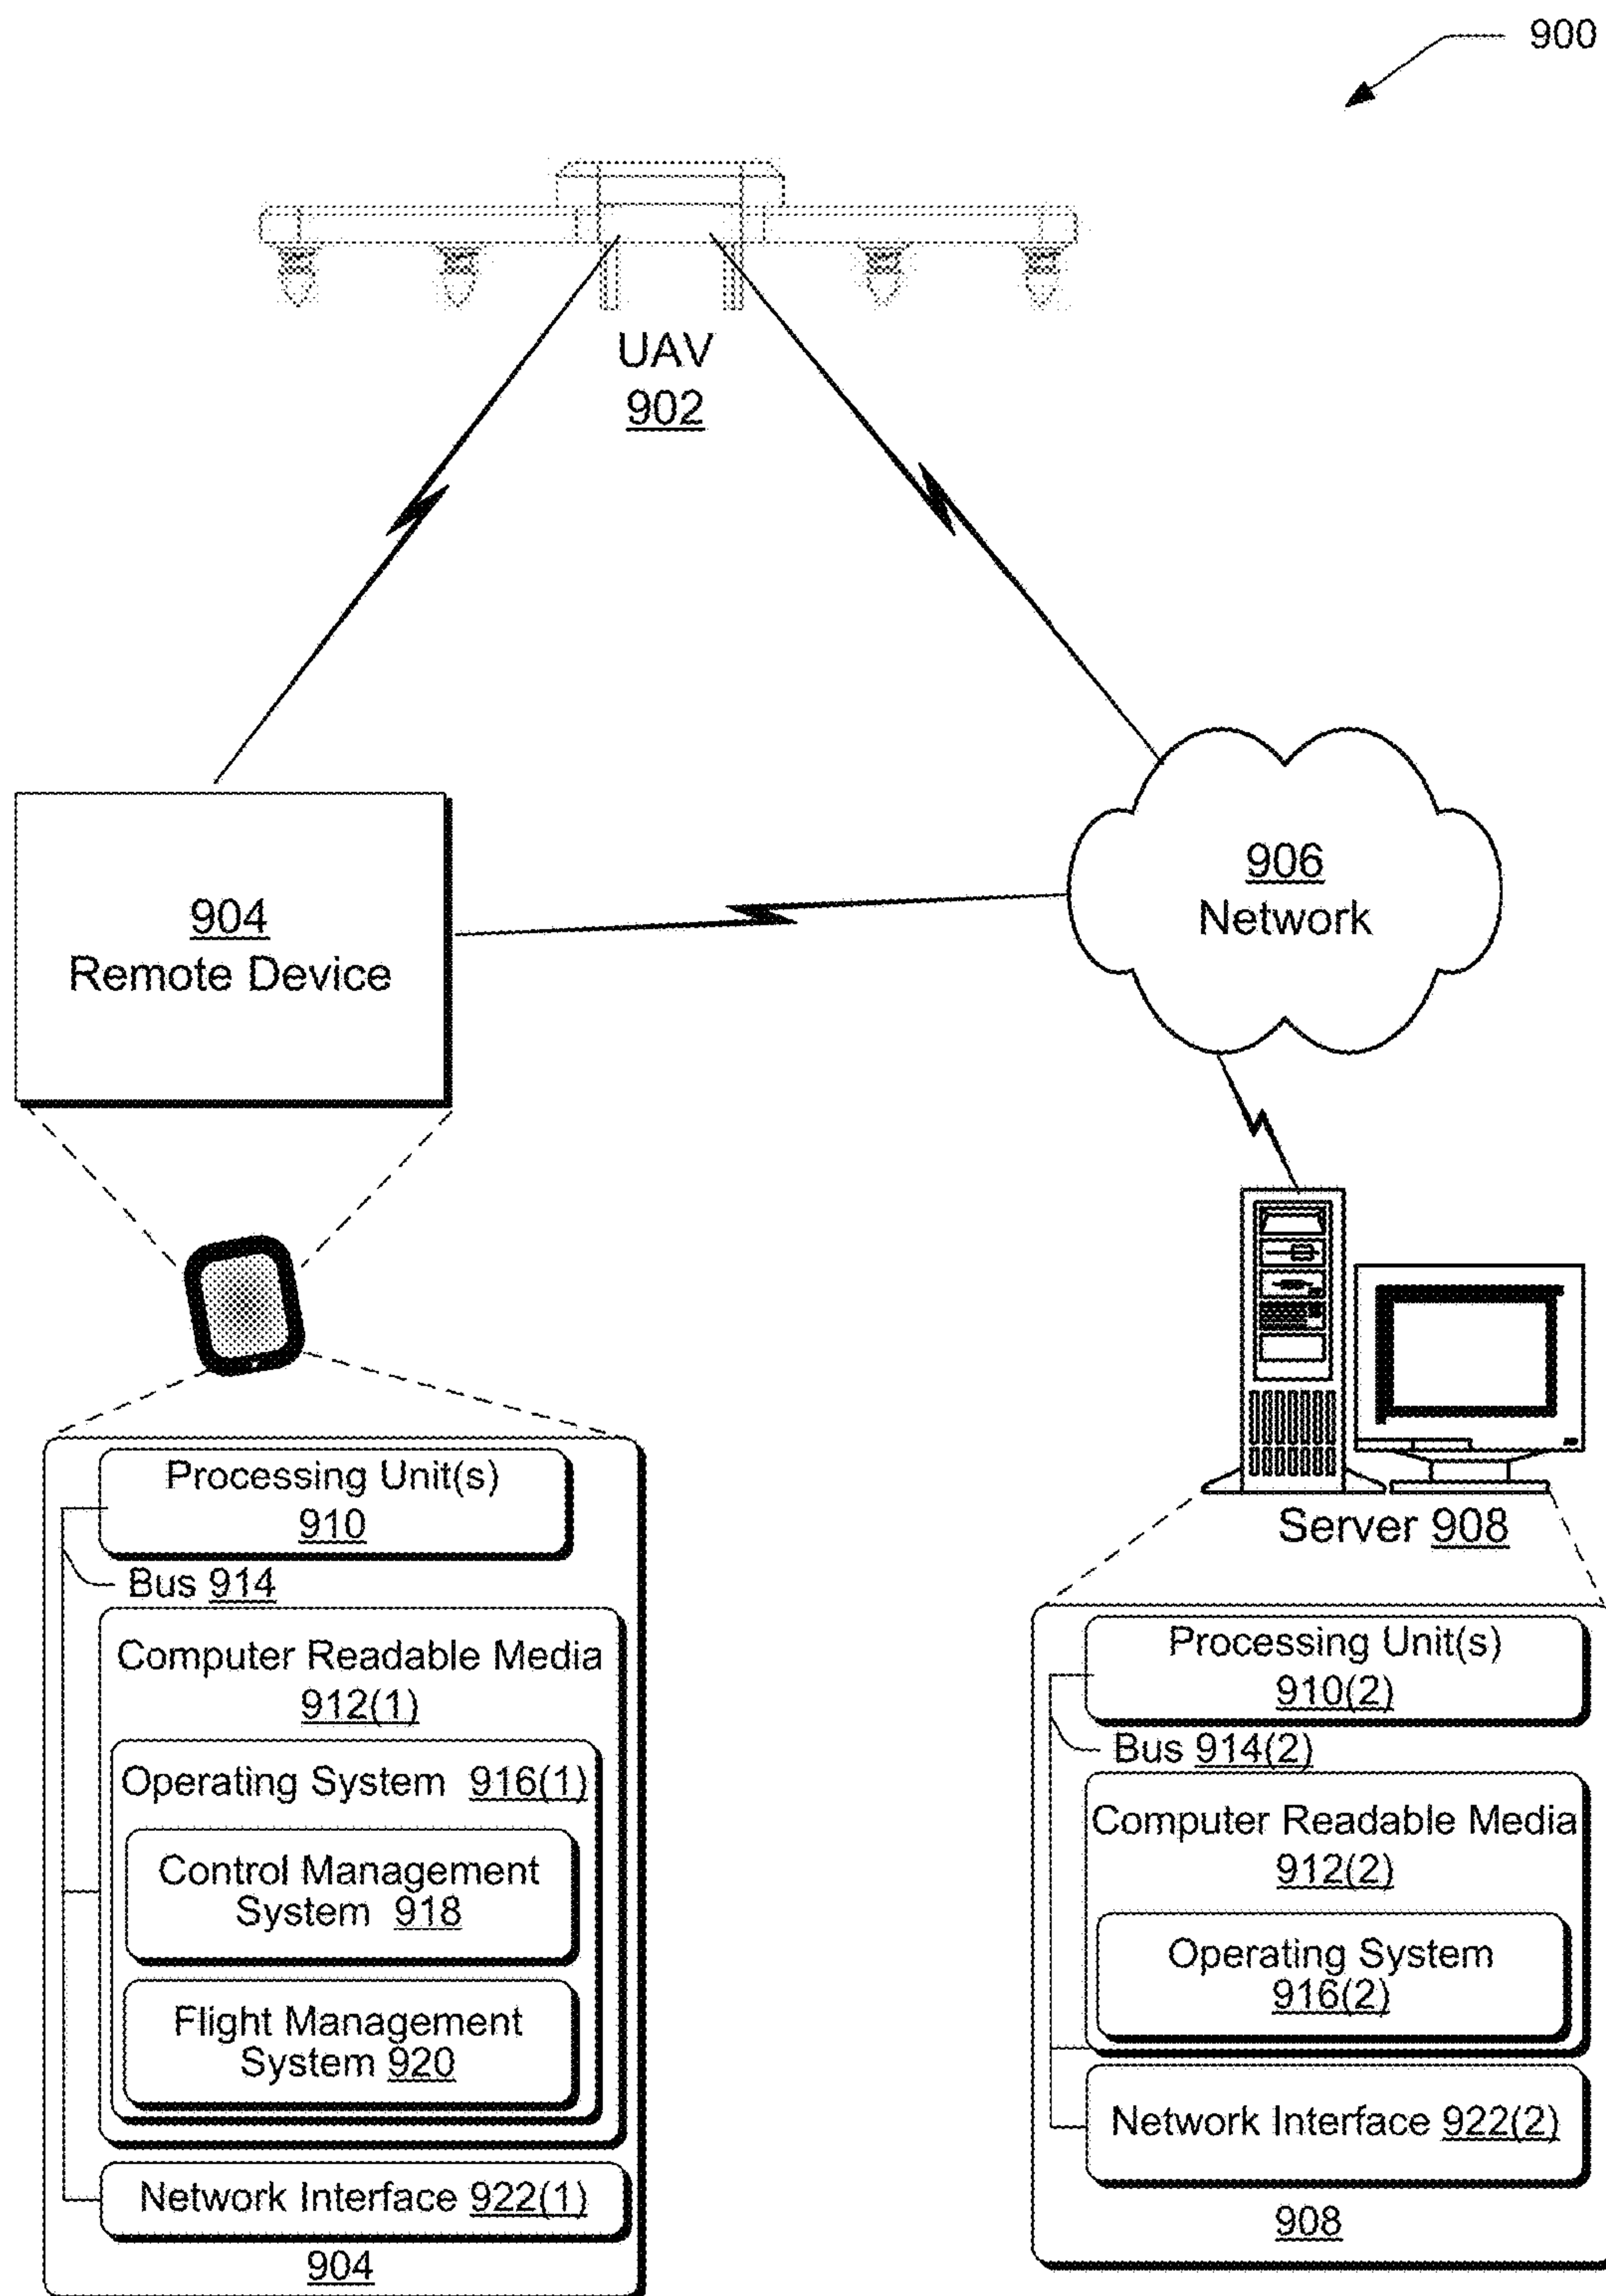 900
UAV
902
904
Remote Device
906
Network
Processing Unit(s)
910
Bus 914
Computer Readable Media
912(1)
Operating System 916(1)
Control Management
System 918
Flight Management
System 920
Network Interface 922(1)
904
Server 908
Processing Unit(s)
910(2)
Bus 914(2)
Computer Readable Media
912(2)
Operating System
916(2)
Network Interface 922(2)
908